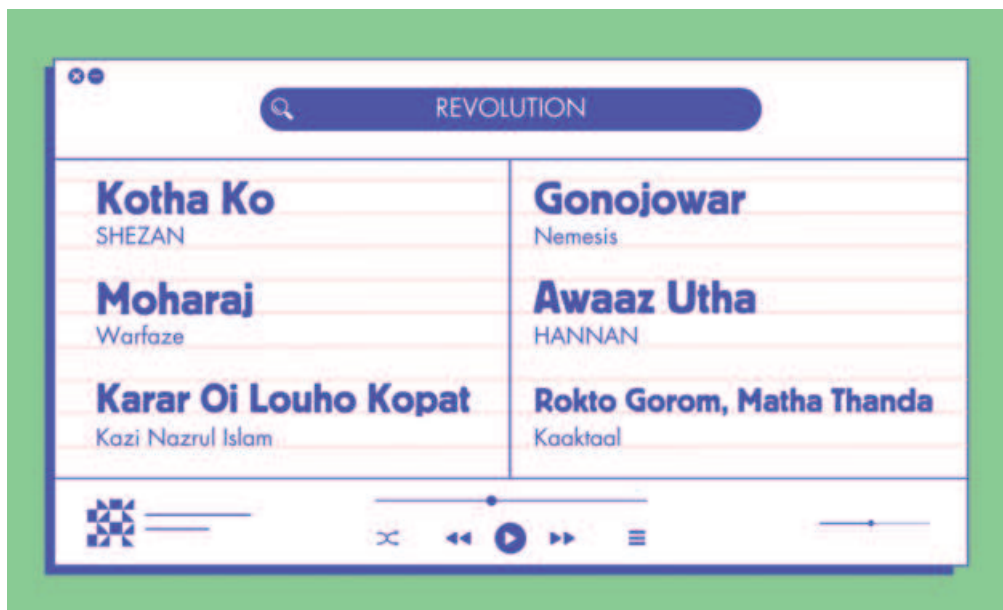 REVOLUTION
Kotha Ko
SHEZAN
Moharaj
Warfaze
Karar Oi Louho Kopat
Kazi Nazrul Islam
Gonojowar
Nemesis
Awaaz Utha
HANNAN
Rokto Gorom, Matha Thanda
Kaaktaal